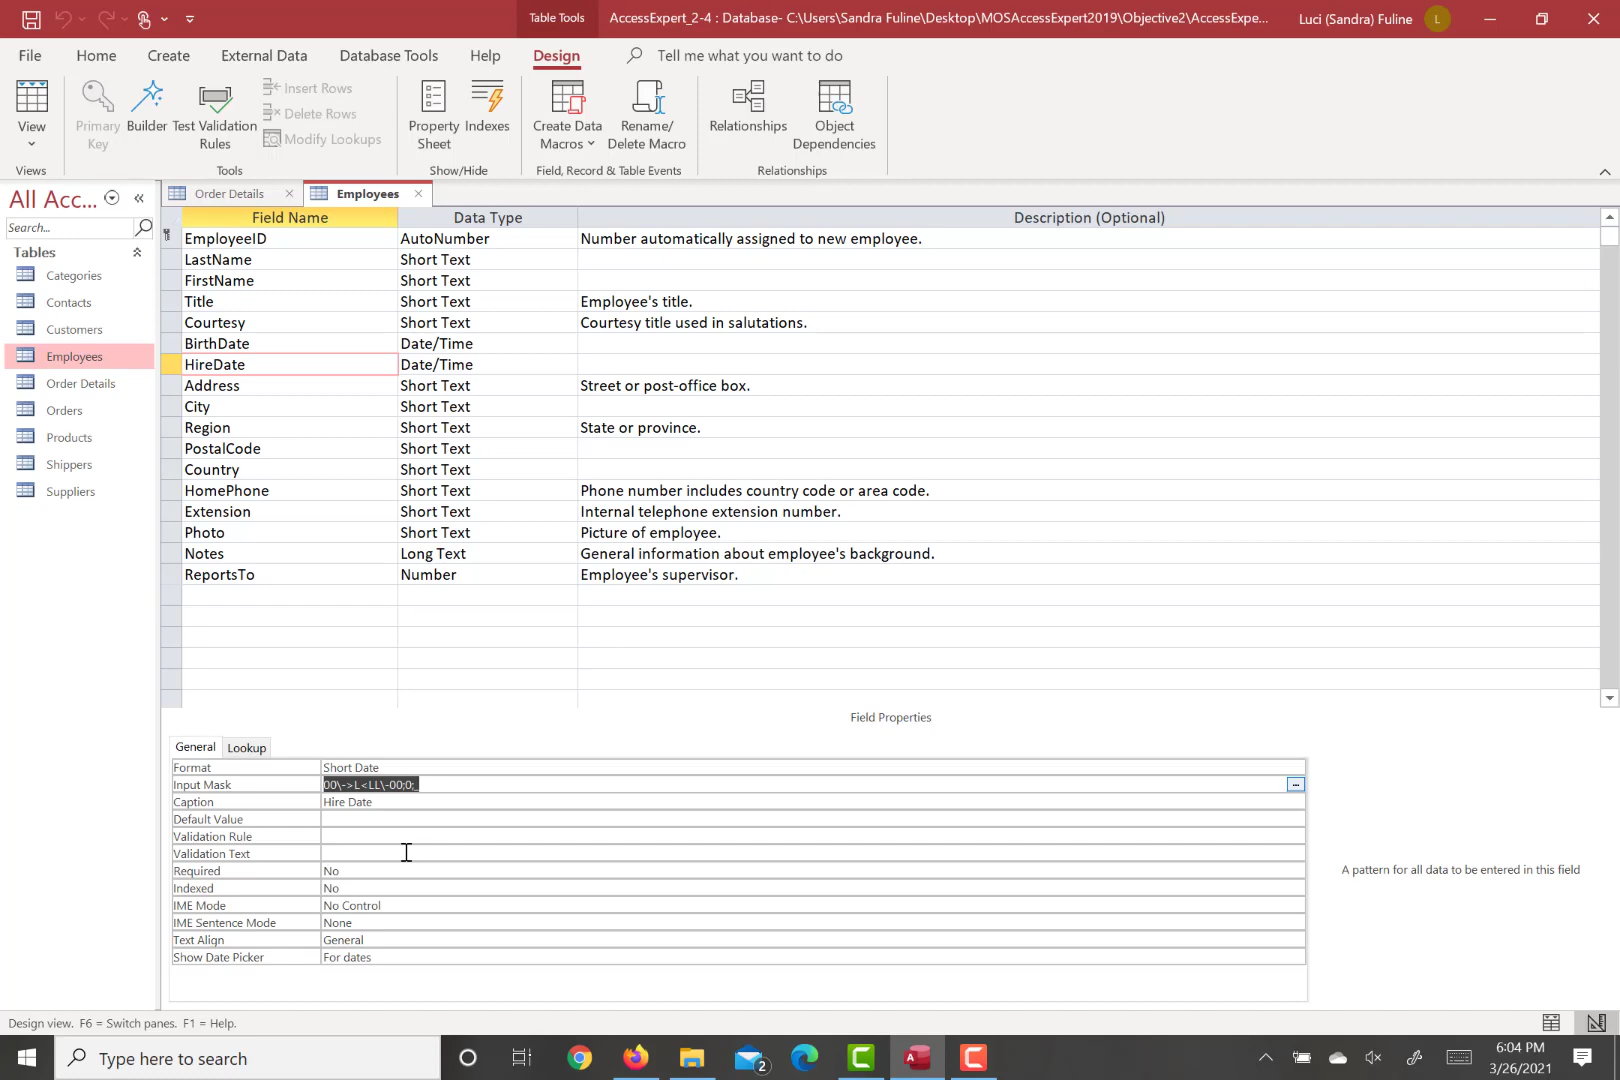 Table Tools
AccessExpert_2-4 : Database- C:\Users\Sandra Fuline\Desktop\MOSAccessExpert2019\Objective2\AccessExpe...
Luci (Sandra) Fuline
L
File Home Create External Data Database Tools Help Design Tell me what you want to do
View
Primary Key
Builder
Test Validation Rules
Insert Rows
Delete Rows
Modify Lookups
Property Sheet
Indexes
Create Data Macros
Rename/ Delete Macro
Relationships
Object Dependencies
Views Tools Show/Hide Field, Record & Table Events Relationships
All Acc...
Search...
Tables
Categories
Contacts
Customers
Employees
Order Details
Orders
Products
Shippers
Suppliers
Order Details Employees
Field Name Data Type Description (Optional)
EmployeeID AutoNumber Number automatically assigned to new employee.
LastName Short Text
FirstName Short Text
Title Short Text Employee's title.
Courtesy Short Text Courtesy title used in salutations.
BirthDate Date/Time
HireDate Date/Time
Address Short Text Street or post-office box.
City Short Text
Region Short Text State or province.
PostalCode Short Text
Country Short Text
HomePhone Short Text Phone number includes country code or area code.
Extension Short Text Internal telephone extension number.
Photo Short Text Picture of employee.
Notes Long Text General information about employee's background.
ReportsTo Number Employee's supervisor.
Field Properties
General Lookup
Format Short Date
Input Mask 00\->L<LL\-00;0;_
Caption Hire Date
Default Value
Validation Rule
Validation Text
Required No
Indexed No
IME Mode No Control
IME Sentence Mode None
Text Align General
Show Date Picker For dates
A pattern for all data to be entered in this field
Design view. F6 = Switch panes. F1 = Help.
Type here to search
2
6:04 PM
3/26/2021